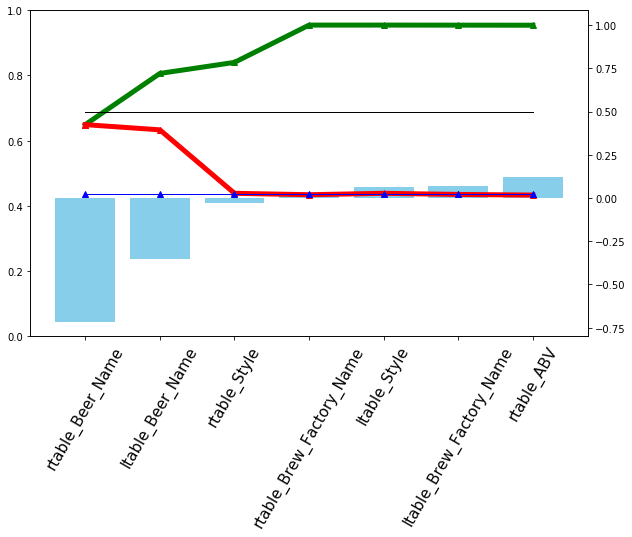 1.0
0.8
0.6
0.4
0.2
0.0
1.00
0.75
0.50
0.25
0.00
−0.25
−0.50
−0.75
rtable_Beer_Name
ltable_Beer_Name
rtable_Style
rtable_Brew_Factory_Name
ltable_Style
ltable_Brew_Factory_Name
rtable_ABV